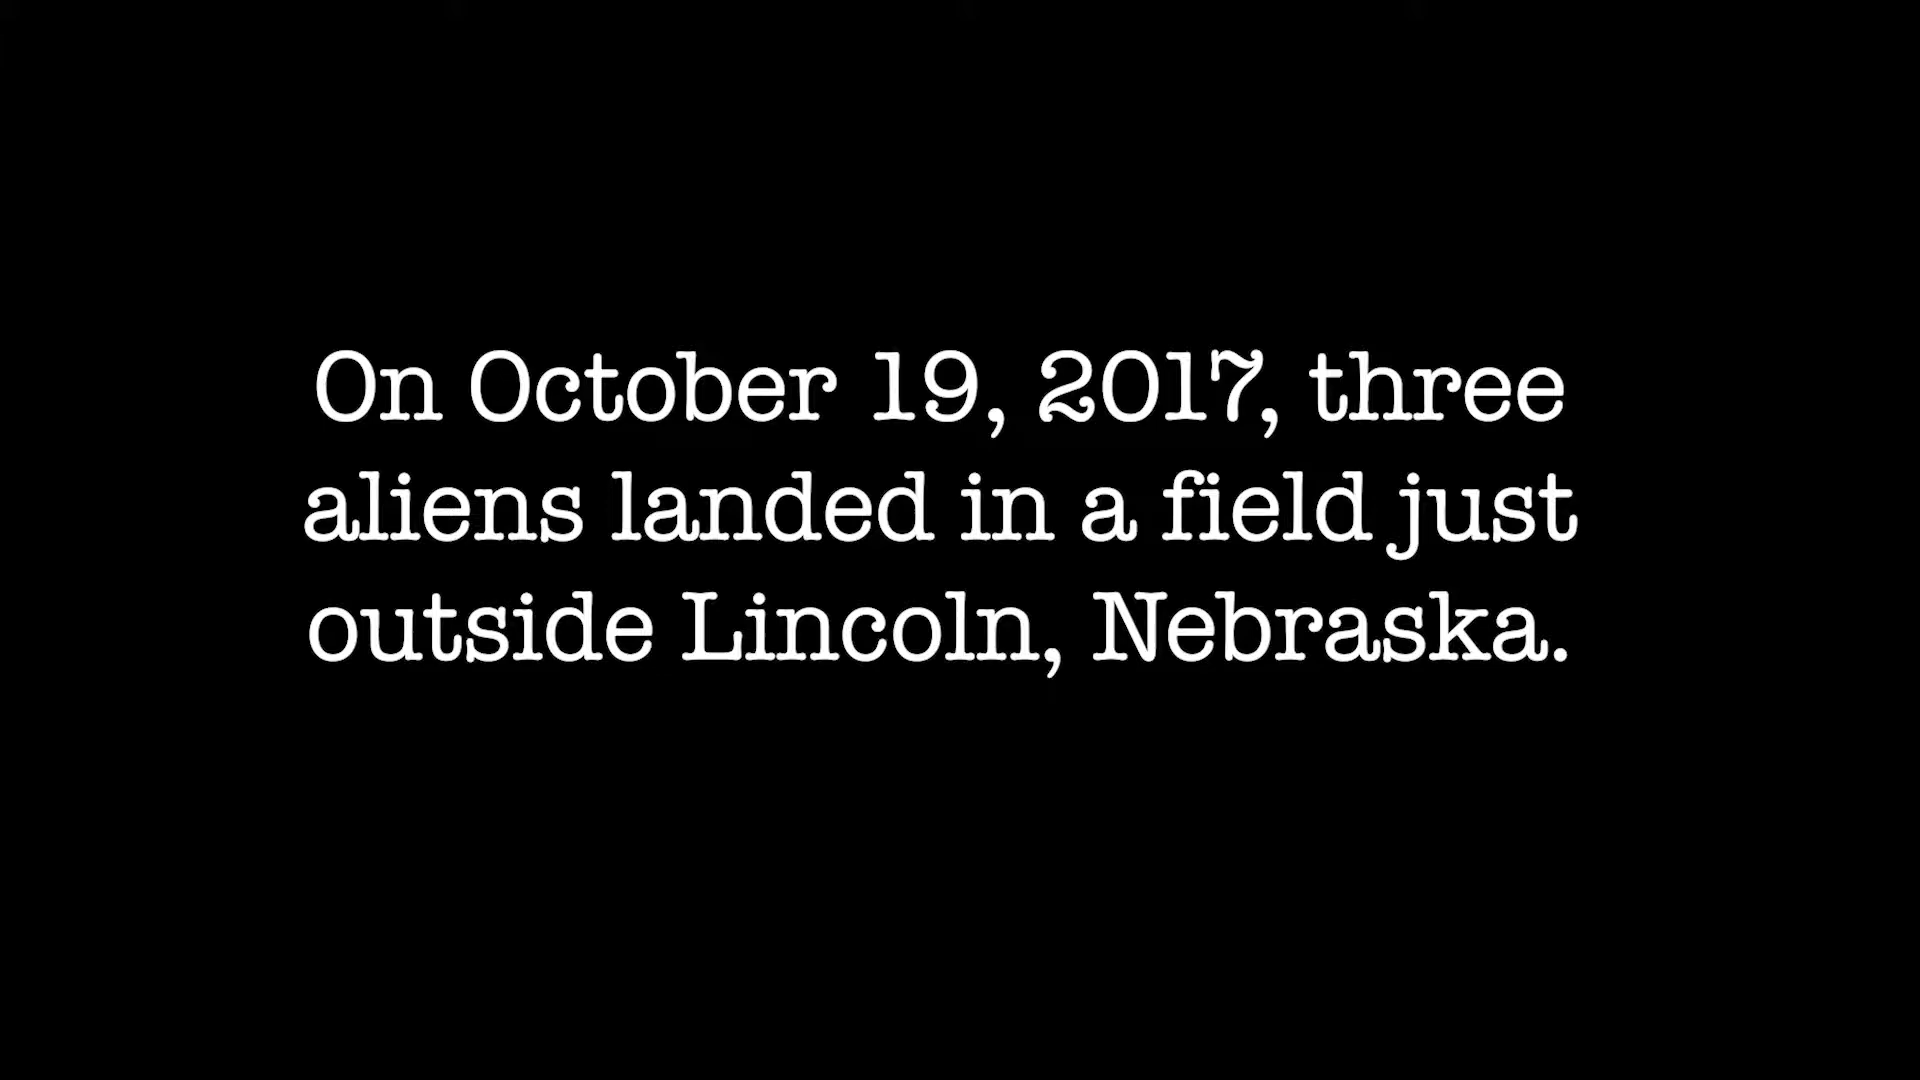 On October 19, 2017, three
aliens landed in a field just
outside Lincoln, Nebraska.